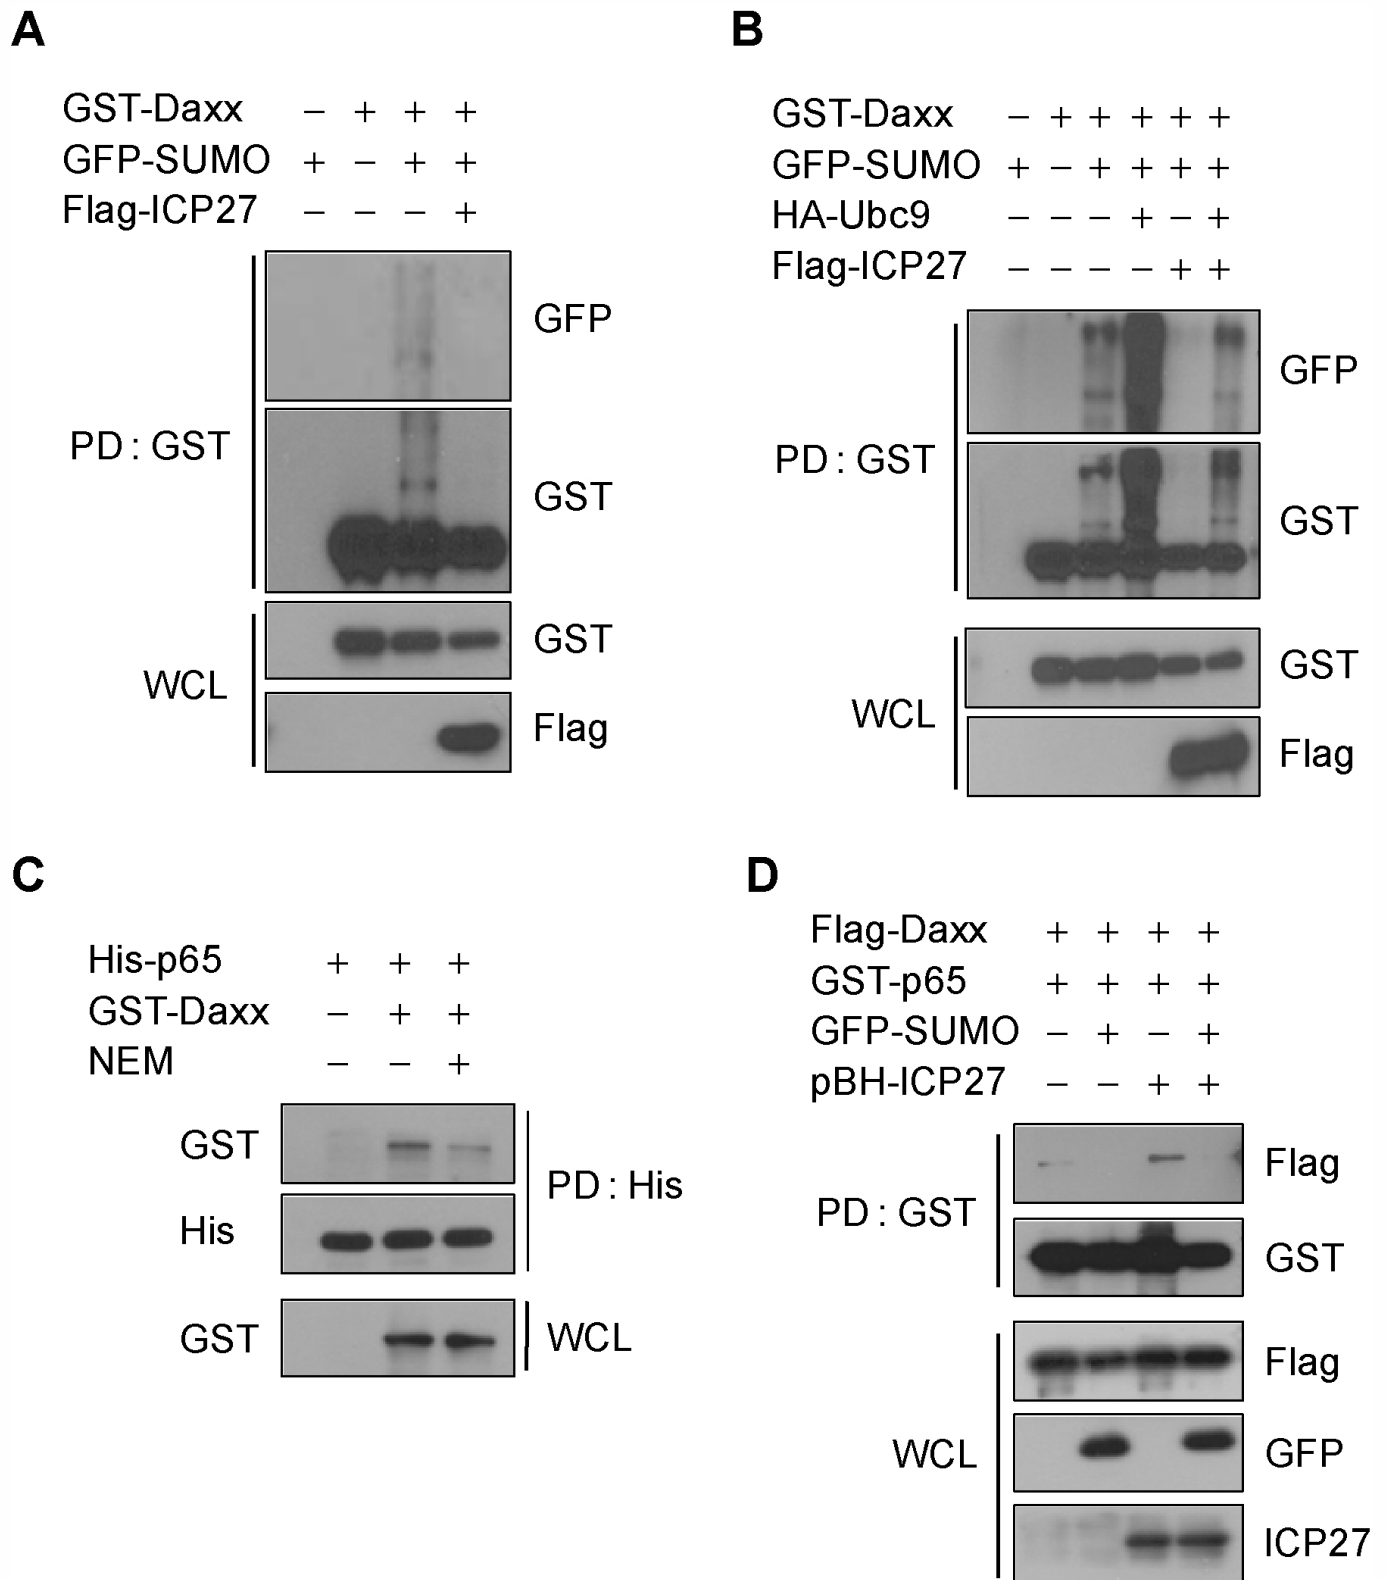 A
GST-Daxx − + + +
GFP-SUMO + − + +
Flag-ICP27 − − − +
PD : GST
GFP
GST
WCL
GST
Flag
B
GST-Daxx − + + + + +
GFP-SUMO + − + + + +
HA-Ubc9 − − − + − +
Flag-ICP27 − − − − + +
PD : GST
GFP
GST
WCL
GST
Flag
C
His-p65 + + +
GST-Daxx − + +
NEM − − +
GST
His
PD : His
GST
WCL
D
Flag-Daxx + + + +
GST-p65 + + + +
GFP-SUMO − + − +
pBH-ICP27 − − + +
PD : GST
Flag
GST
WCL
Flag
GFP
ICP27